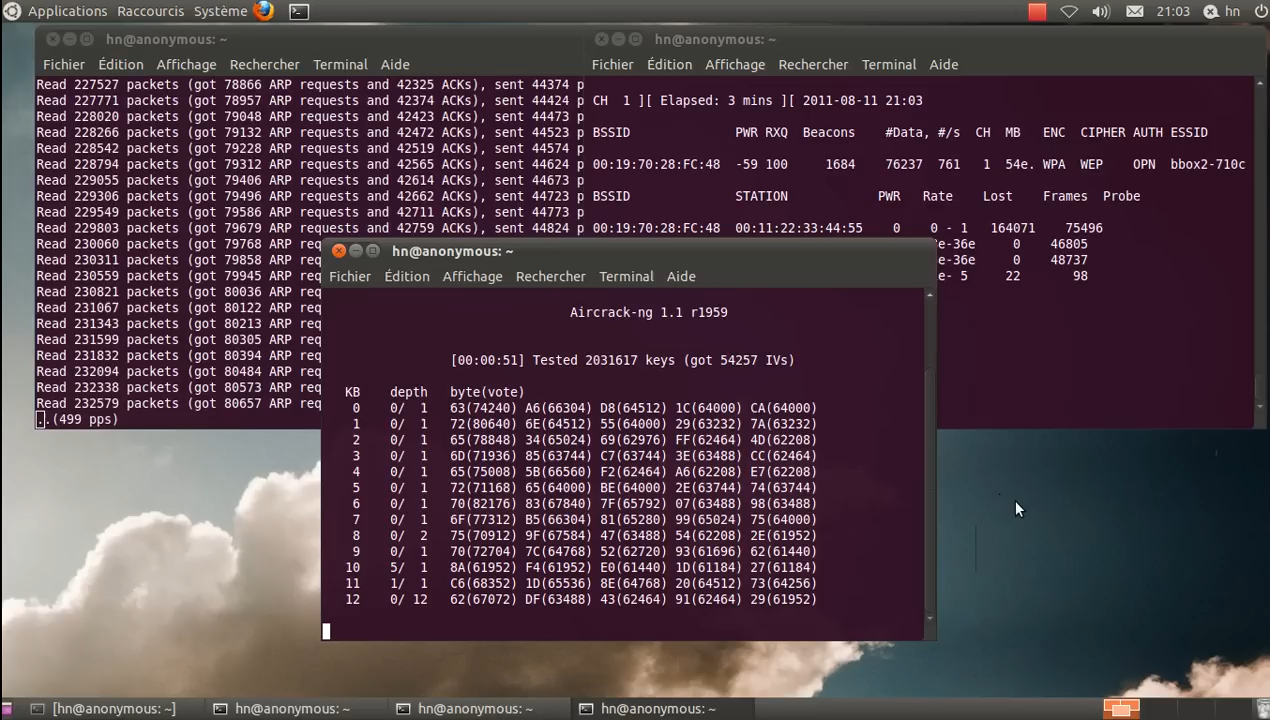 Applications Raccourcis Système 21:03 hn
hn@anonymous: ~
Fichier Édition Affichage Rechercher Terminal Aide
Read 227527 packets (got 78866 ARP requests and 42325 ACKs), sent 44374 p
Read 227771 packets (got 78957 ARP requests and 42374 ACKs), sent 44424 p
Read 228020 packets (got 79048 ARP requests and 42423 ACKs), sent 44474 p
Read 228266 packets (got 79132 ARP requests and 42472 ACKs), sent 44523 p
Read 228542 packets (got 79228 ARP requests and 42519 ACKs), sent 44574 p
Read 228794 packets (got 79312 ARP requests and 42565 ACKs), sent 44624 p
Read 229055 packets (got 79406 ARP requests and 42614 ACKs), sent 44673 p
Read 229306 packets (got 79496 ARP requests and 42662 ACKs), sent 44723 p
Read 229549 packets (got 79586 ARP requests and 42711 ACKs), sent 44773 p
Read 229803 packets (got 79679 ARP requests and 42759 ACKs), sent 44824 p
Read 230060 packets (got 79768 ARP
Read 230311 packets (got 79858 ARP
Read 230559 packets (got 79945 ARP
Read 230821 packets (got 80036 ARP
Read 231067 packets (got 80122 ARP
Read 231343 packets (got 80213 ARP
Read 231599 packets (got 80305 ARP
Read 231832 packets (got 80394 ARP
Read 232094 packets (got 80484 ARP
Read 232338 packets (got 80573 ARP
Read 232579 packets (got 80657 ARP
..(499 pps)
hn@anonymous: ~
Fichier Édition Affichage Rechercher Terminal Aide
CH 1 ][ Elapsed: 3 mins ][ 2011-08-11 21:03
BSSID PWR RXQ Beacons #Data, #/s CH MB ENC CIPHER AUTH ESSID
00:19:70:28:FC:48 -59 100 1684 76237 761 1 54e. WPA WEP OPN bbox2-710c
BSSID STATION PWR Rate Lost Frames Probe
00:19:70:28:FC:48 00:11:22:33:44:55 0 0 - 1 164071 75496
e-36e 0 46805
e-36e 0 48737
e- 5 22 98
hn@anonymous: ~
Fichier Édition Affichage Rechercher Terminal Aide
Aircrack-ng 1.1 r1959
[00:00:51] Tested 2031617 keys (got 54257 IVs)
KB depth byte(vote)
0 0/ 1 63(74240) A6(66304) D8(64512) 1C(64000) CA(64000)
1 0/ 1 72(80640) 6E(64512) 55(64000) 29(63232) 7A(63232)
2 0/ 1 65(78848) 34(65024) 69(62976) FF(62464) 4D(62208)
3 0/ 1 6D(71936) 85(63744) C7(63744) 3E(63488) CC(62464)
4 0/ 1 65(75008) 5B(66560) F2(62464) A6(62208) E7(62208)
5 0/ 1 72(71168) 65(64000) BE(64000) 2E(63744) 74(63744)
6 0/ 1 70(82176) 83(67840) 7F(65792) 07(63488) 98(63488)
7 0/ 1 6F(77312) B5(66304) 81(65280) 99(65024) 75(64000)
8 0/ 2 75(70912) 9F(67584) 47(63488) 54(62208) 2E(61952)
9 0/ 1 70(72704) 7C(64768) 52(62720) 93(61696) 62(61440)
10 5/ 1 8A(61952) F4(61952) E0(61440) 1D(61184) 27(61184)
11 1/ 1 C6(68352) 1D(65536) 8E(64768) 20(64512) 73(64256)
12 0/ 12 62(67072) DF(63488) 43(62464) 91(62464) 29(61952)
[hn@anonymous: ~] hn@anonymous: ~ hn@anonymous: ~ hn@anonymous: ~